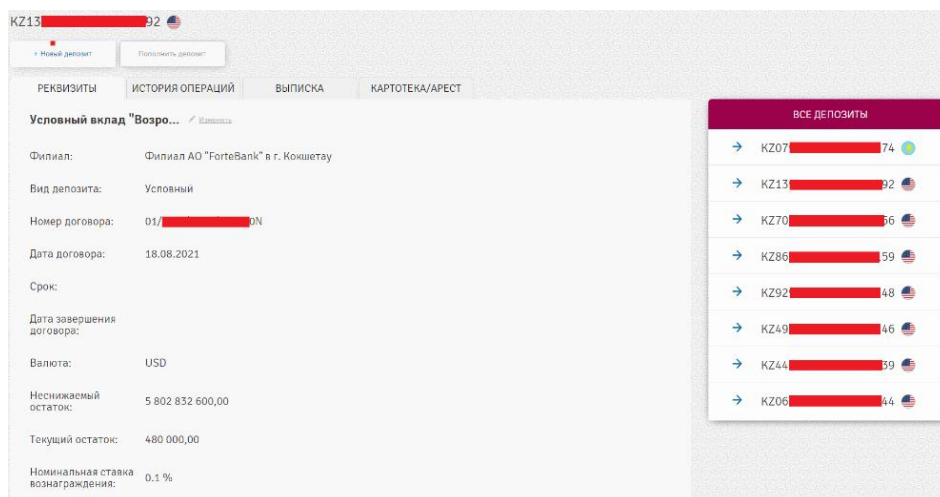 KZ13 92
+ Новый депозит Пополнить депозит
РЕКВИЗИТЫ ИСТОРИЯ ОПЕРАЦИЙ ВЫПИСКА КАРТОТЕКА/АРЕСТ
Условный вклад "Возро... Изменить
Филиал: Филиал АО "ForteBank" в г. Кокшетау
Вид депозита: Условный
Номер договора: 01/ 0N
Дата договора: 18.08.2021
Срок:
Дата завершения
договора:
Валюта: USD
Неснижаемый
остаток: 5 802 832 600,00
Текущий остаток: 480 000,00
Номинальная ставка
вознаграждения: 0.1 %
ВСЕ ДЕПОЗИТЫ
KZ07 74
KZ13 92
KZ70 56
KZ86 59
KZ92 48
KZ49 46
KZ44 39
KZ06 44